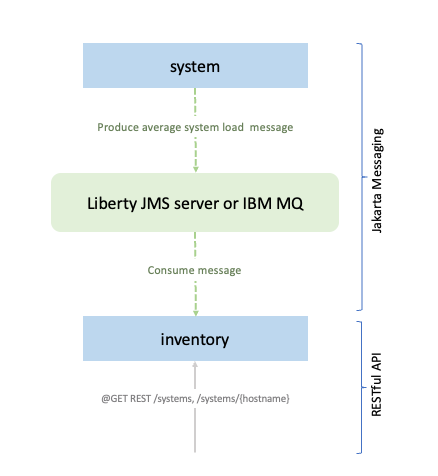 system
Produce average system load message
Liberty JMS server or IBM MQ
Consume message
inventory
@GET REST /systems, /systems/{hostname}
Jakarta Messaging
RESTful API